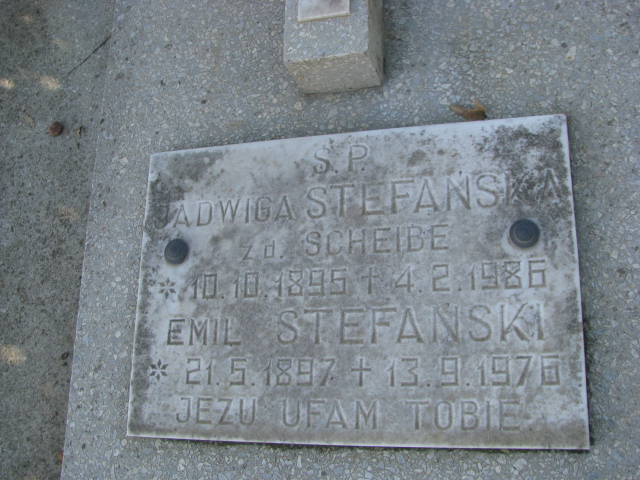 S.P.
JADWIGA STEFAŃSKA
zd. SCHEIBE
* 10.10.1895 + 4.2.1986
EMIL STEFAŃSKI
* 21.5.1897 + 13.9.1976
JEZU UFAM TOBIE.